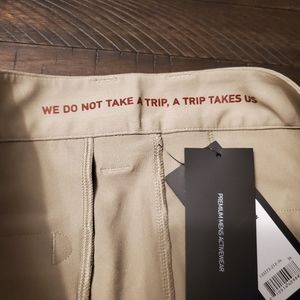 WE DO NOT TAKE A TRIP, A TRIP TAKES US
PREMIUM MENS ACTIVEWEAR